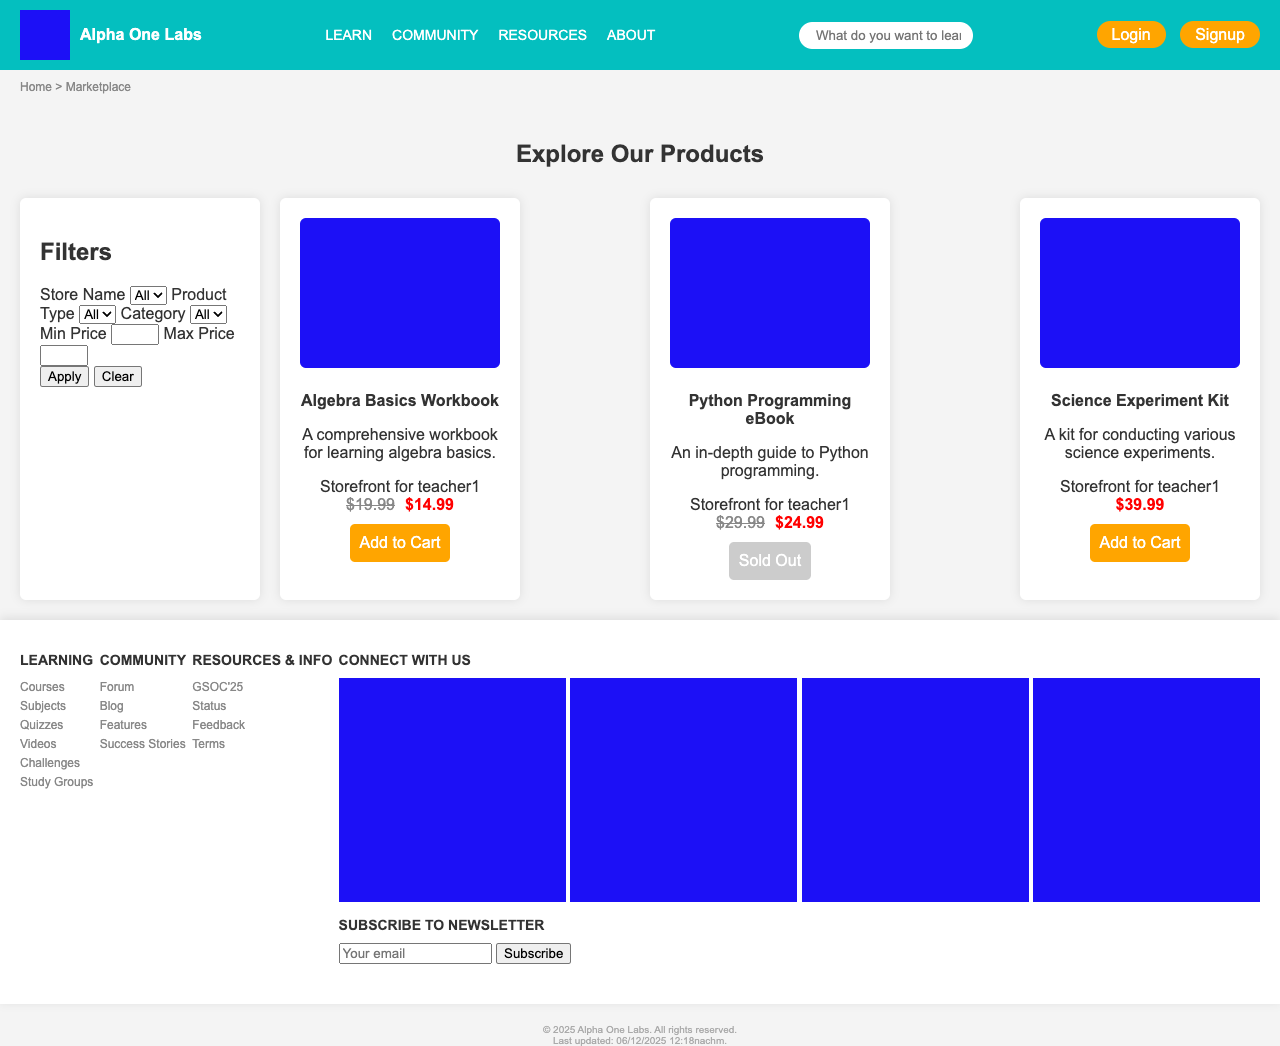 Alpha One Labs
LEARN COMMUNITY RESOURCES ABOUT
What do you want to lear
Login Signup
Home > Marketplace
Explore Our Products
Filters
Store Name All Product
Type All Category All
Min Price Max Price
Apply Clear
Algebra Basics Workbook
A comprehensive workbook
for learning algebra basics.
Storefront for teacher1
$19.99 $14.99
Add to Cart
Python Programming
eBook
An in-depth guide to Python
programming.
Storefront for teacher1
$29.99 $24.99
Sold Out
Science Experiment Kit
A kit for conducting various
science experiments.
Storefront for teacher1
$39.99
Add to Cart
LEARNING
Courses
Subjects
Quizzes
Videos
Challenges
Study Groups
COMMUNITY
Forum
Blog
Features
Success Stories
RESOURCES & INFO
GSOC'25
Status
Feedback
Terms
CONNECT WITH US
SUBSCRIBE TO NEWSLETTER
Your email Subscribe
© 2025 Alpha One Labs. All rights reserved.
Last updated: 06/12/2025 12:18nachm.